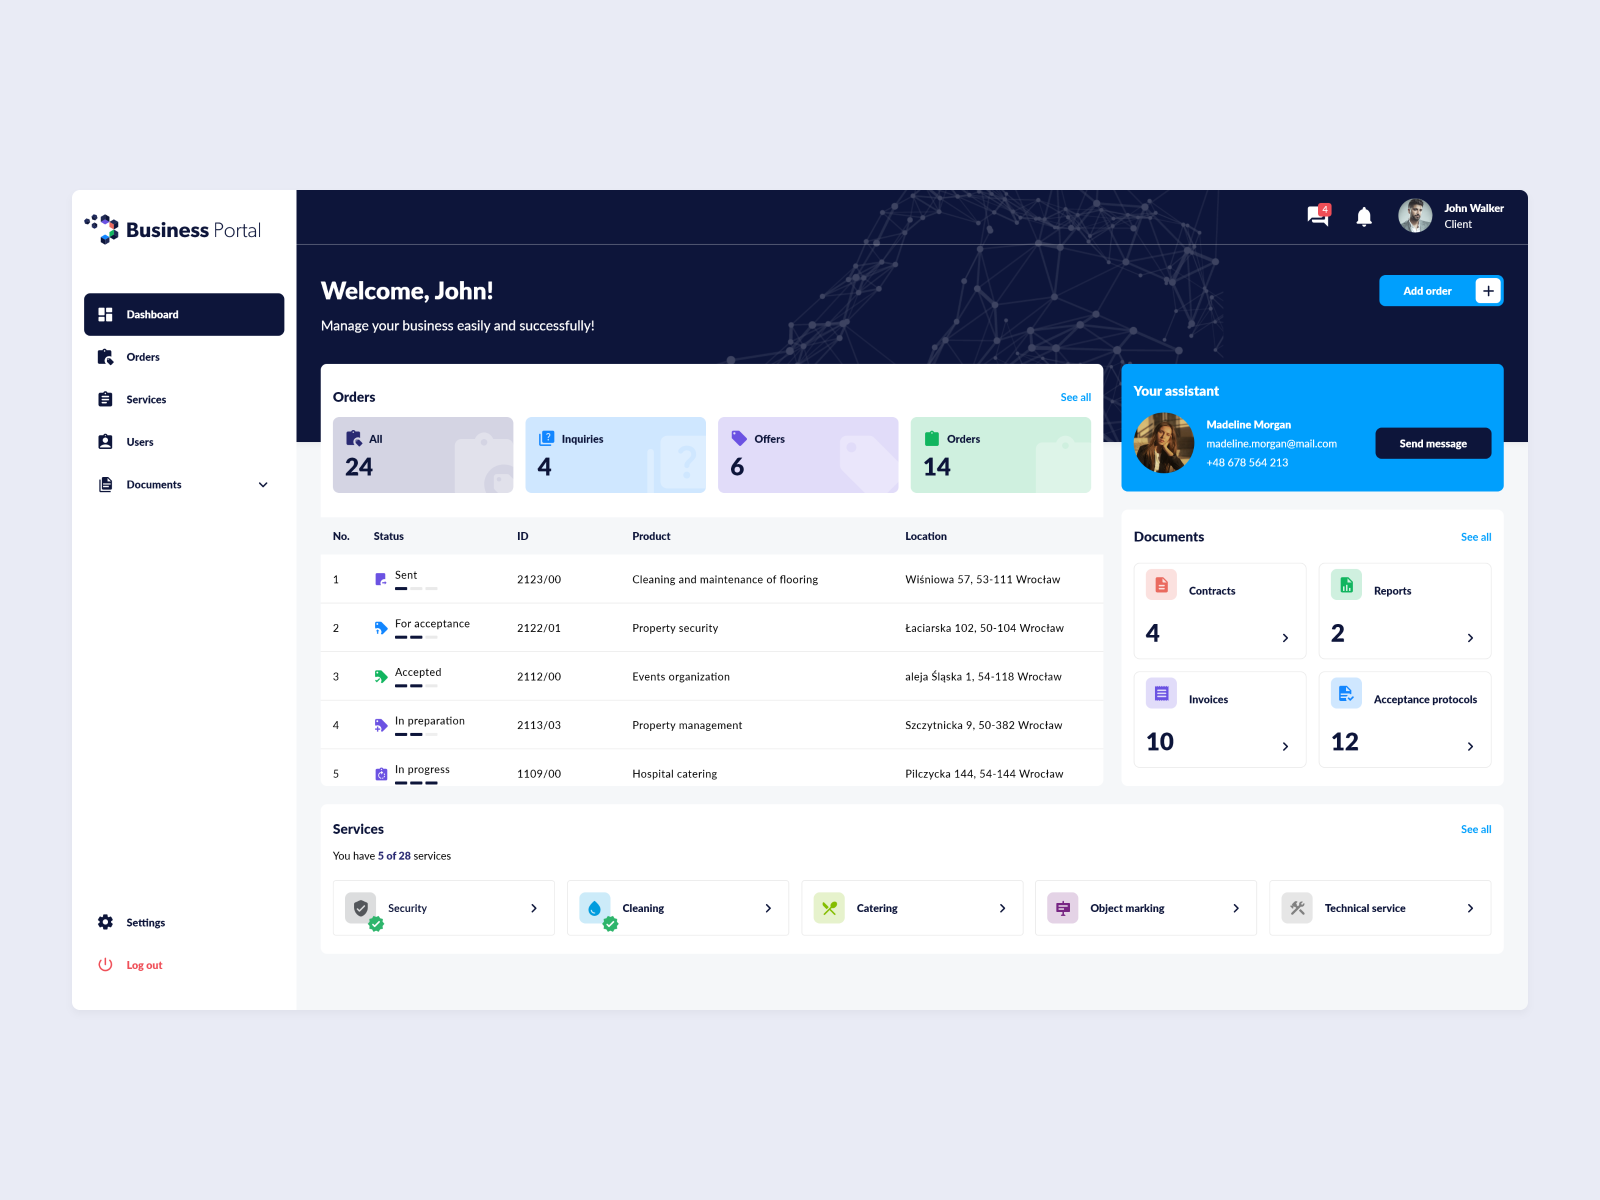 Business Portal
Dashboard
Orders
Services
Users
Documents
Settings
Log out
4
John Walker
Client
Welcome, John!
Manage your business easily and successfully!
Add order
Orders
See all
All
24
Inquiries
4
Offers
6
Orders
14
No. Status ID Product Location
1 Sent 2123/00 Cleaning and maintenance of flooring Wiśniowa 57, 53-111 Wrocław
2 For acceptance 2122/01 Property security Łaciarska 102, 50-104 Wrocław
3 Accepted 2112/00 Events organization aleja Śląska 1, 54-118 Wrocław
4 In preparation 2113/03 Property management Szczytnicka 9, 50-382 Wrocław
5 In progress 1109/00 Hospital catering Pilczycka 144, 54-144 Wrocław
Your assistant
Madeline Morgan
madeline.morgan@mail.com
+48 678 564 213
Send message
Documents
See all
Contracts
4
Reports
2
Invoices
10
Acceptance protocols
12
Services
See all
You have 5 of 28 services
Security
Cleaning
Catering
Object marking
Technical service